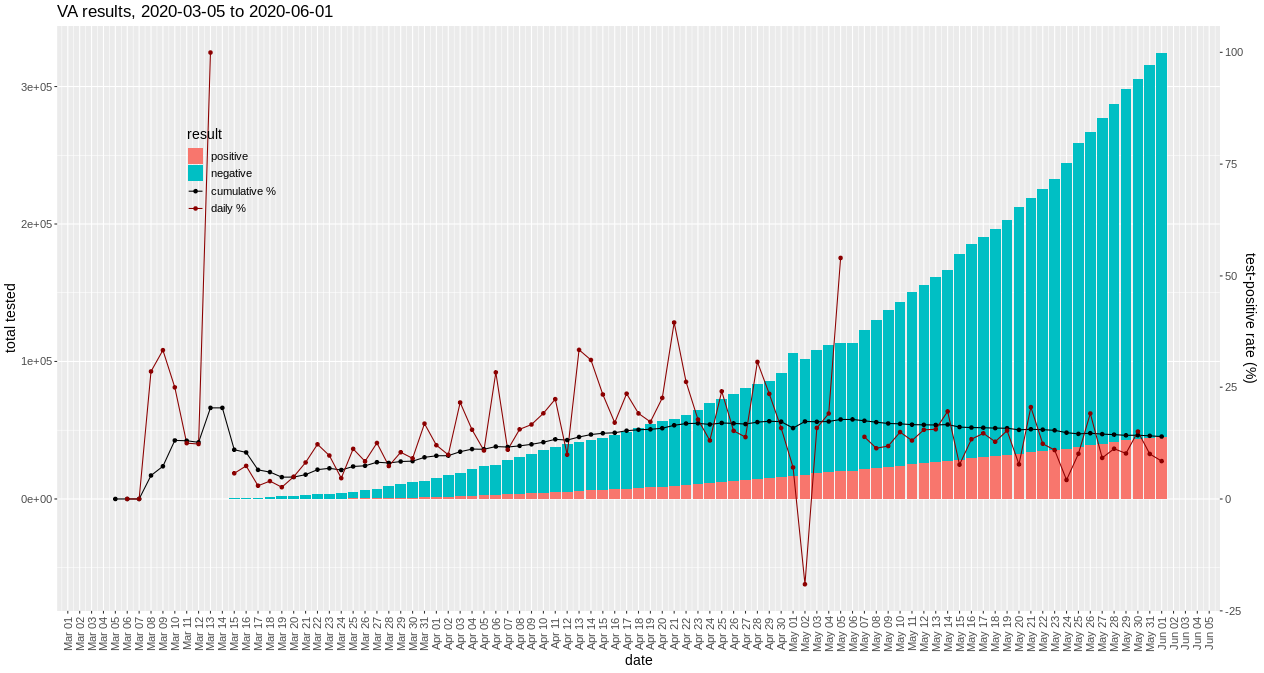 VA results, 2020-03-05 to 2020-06-01
total tested
3e+05
2e+05
1e+05
0e+00
result
positive
negative
cumulative %
daily %
100
75
50
25
0
-25
test-positive rate (%)
Mar 01
Mar 02
Mar 03
Mar 04
Mar 05
Mar 06
Mar 07
Mar 08
Mar 09
Mar 10
Mar 11
Mar 12
Mar 13
Mar 14
Mar 15
Mar 16
Mar 17
Mar 18
Mar 19
Mar 20
Mar 21
Mar 22
Mar 23
Mar 24
Mar 25
Mar 26
Mar 27
Mar 28
Mar 29
Mar 30
Mar 31
Apr 01
Apr 02
Apr 03
Apr 04
Apr 05
Apr 06
Apr 07
Apr 08
Apr 09
Apr 10
Apr 11
Apr 12
Apr 13
Apr 14
Apr 15
Apr 16
Apr 17
Apr 18
Apr 19
Apr 20
Apr 21
Apr 22
Apr 23
Apr 24
Apr 25
Apr 26
Apr 27
Apr 28
Apr 29
Apr 30
May 01
May 02
May 03
May 04
May 05
May 06
May 07
May 08
May 09
May 10
May 11
May 12
May 13
May 14
May 15
May 16
May 17
May 18
May 19
May 20
May 21
May 22
May 23
May 24
May 25
May 26
May 27
May 28
May 29
May 30
May 31
Jun 01
Jun 02
Jun 03
Jun 04
Jun 05
date